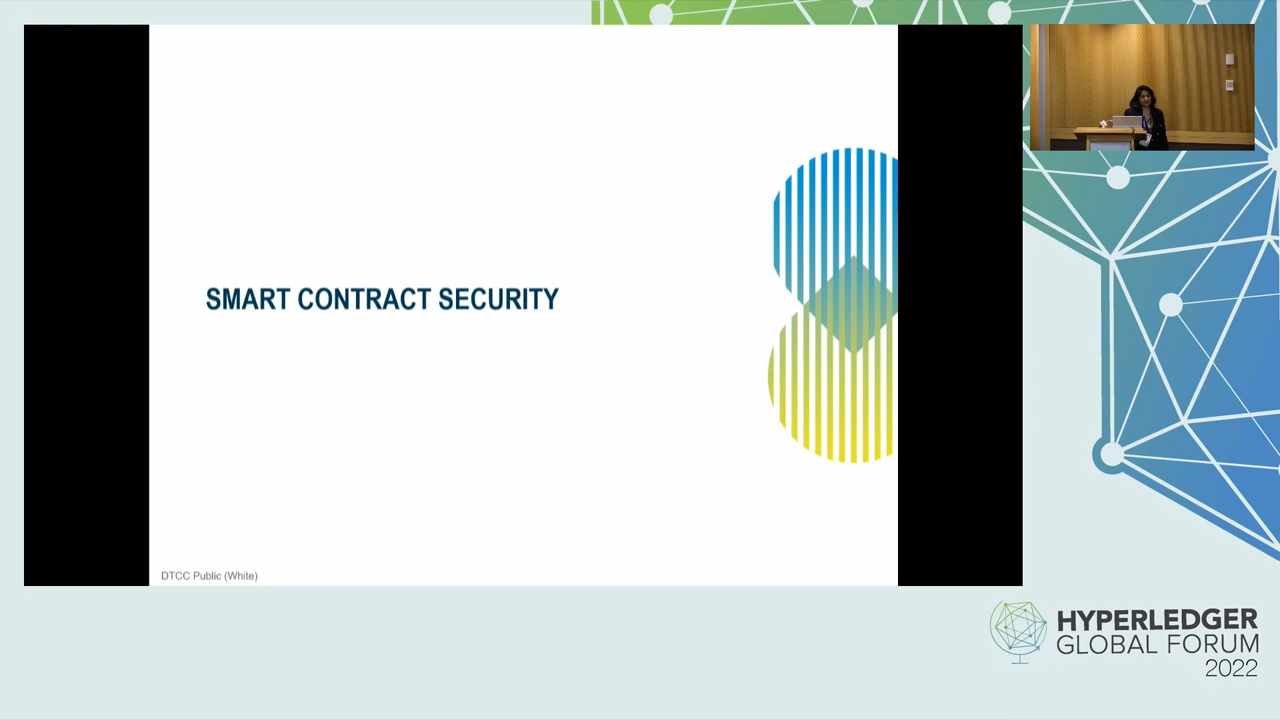 SMART CONTRACT SECURITY
DTCC Public (White)
HYPERLEDGER
GLOBAL FORUM
2022